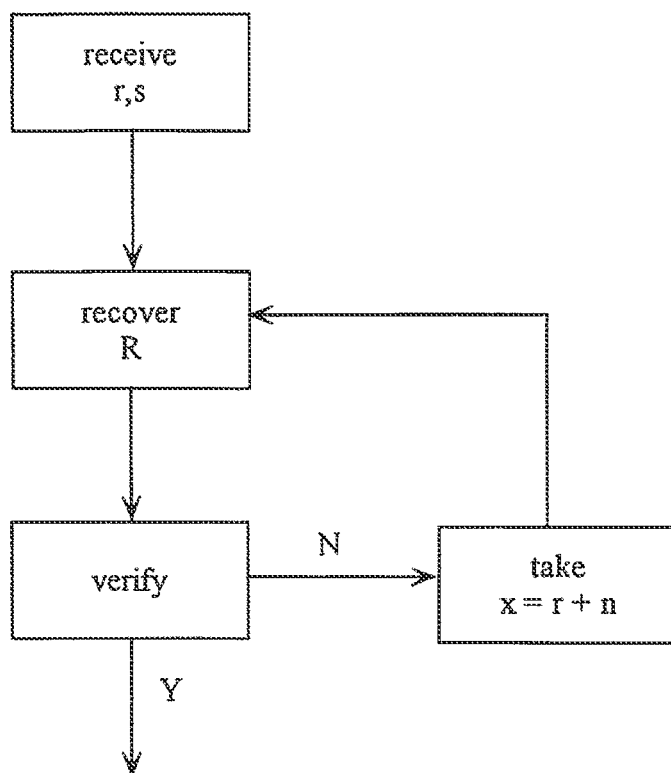 receive
r,s
recover
R
verify
N
take
x = r + n
Y